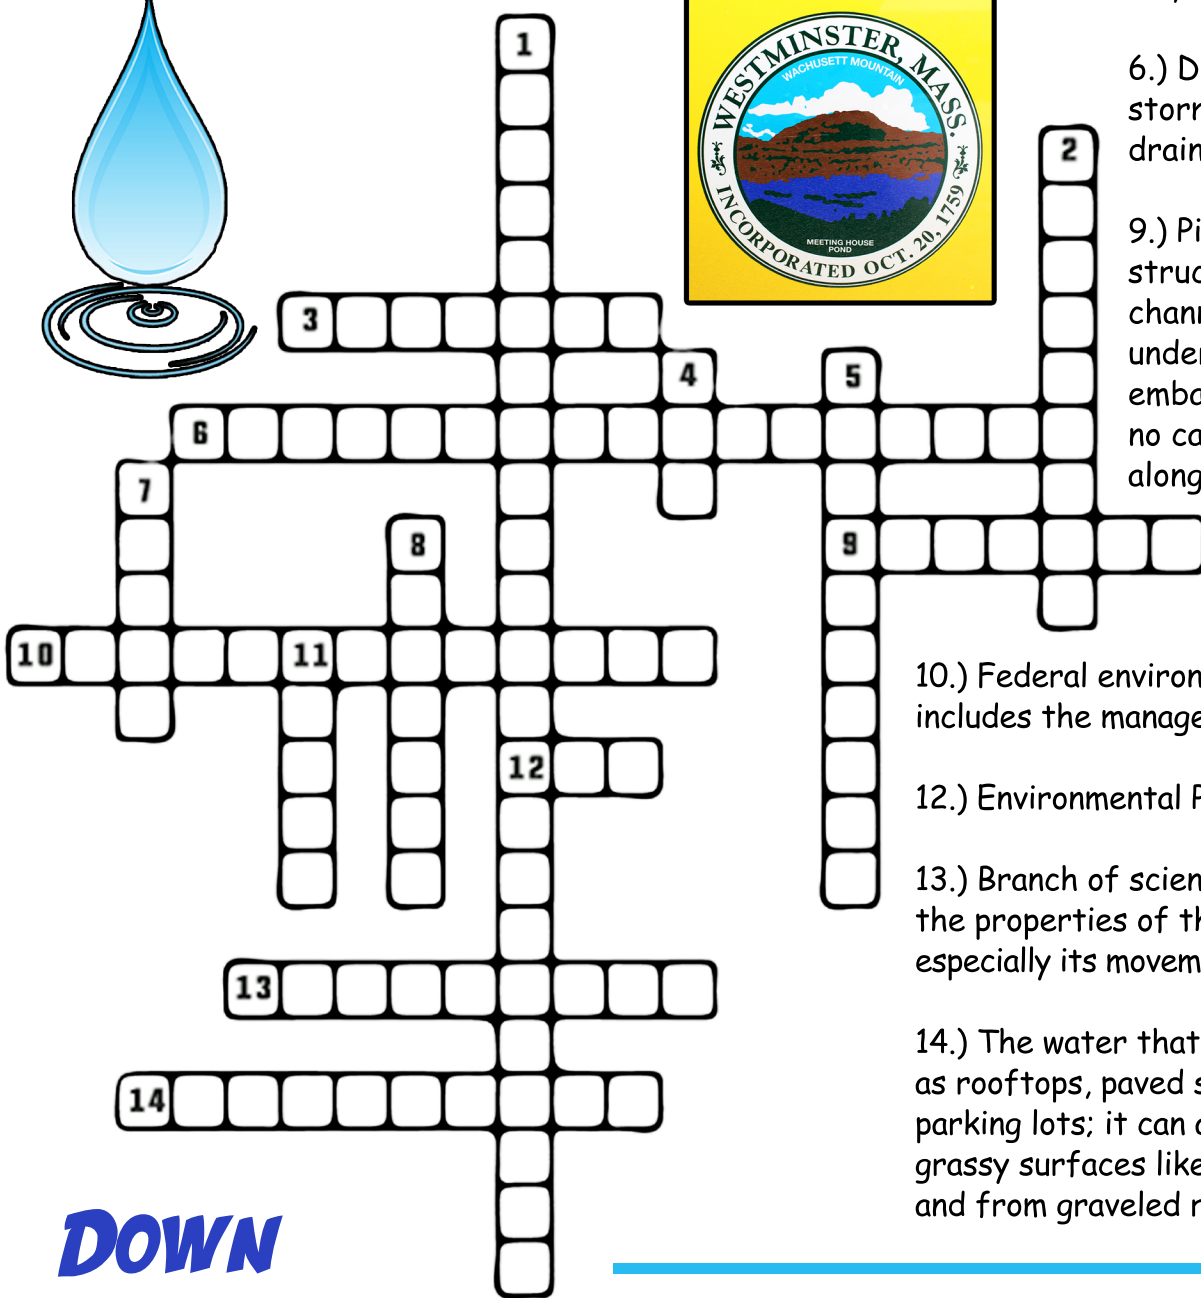 1
WESTMINSTER, MASS.
WACHUSETT MOUNTAIN
MEETING HOUSE
POND
INCORPORATED OCT. 20, 1759
2
3
4
5
6
7
8
9
10
11
12
13
14
6.) D
storr
drain
9.) Pi
struc
chann
under
emba
no ca
along
10.) Federal environ
includes the manage
12.) Environmental P
13.) Branch of scien
the properties of th
especially its movem
14.) The water that
as rooftops, paved s
parking lots; it can
grassy surfaces like
and from graveled r
DOWN